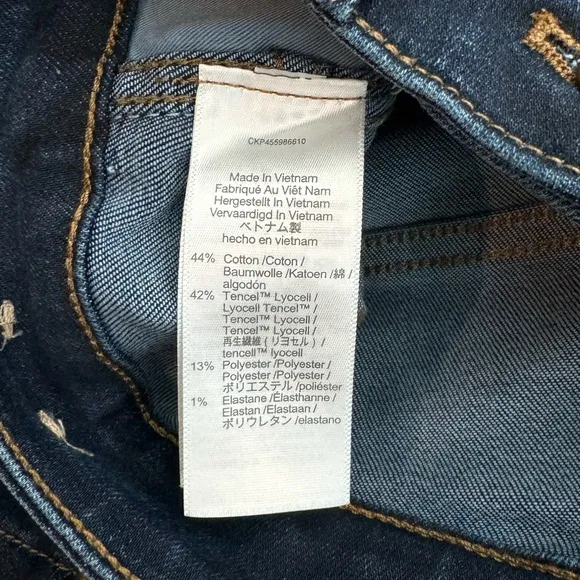 CKP455986610
Made In Vietnam
Fabriqué Au Viêt Nam
Hergestellt In Vietnam
Vervaardigd In Vietnam
ベトナム製
hecho en vietnam
44% Cotton /Coton /
Baumwolle /Katoen /綿 /
algodón
42% Tencel™ Lyocell /
Lyocell Tencel™ /
Tencel™ Lyocell /
Tencel™ Lyocell /
再生繊維 ( リヨセル ) /
tencell™ lyocell
13% Polyester /Polyester /
Polyester /Polyester /
ポリエステル /poliéster
1% Elastane /Élasthanne /
Elastan /Elastaan /
ポリウレタン /elastano